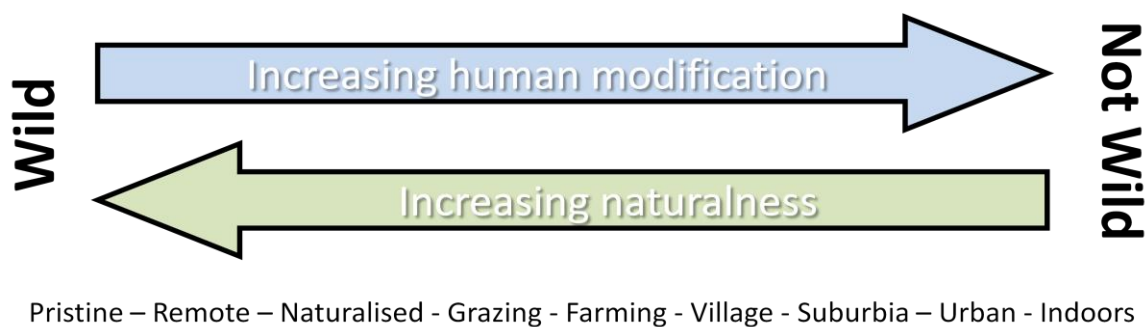 Wild
Increasing human modification
Not Wild
Increasing naturalness
Pristine – Remote – Naturalised - Grazing - Farming - Village - Suburbia – Urban - Indoors